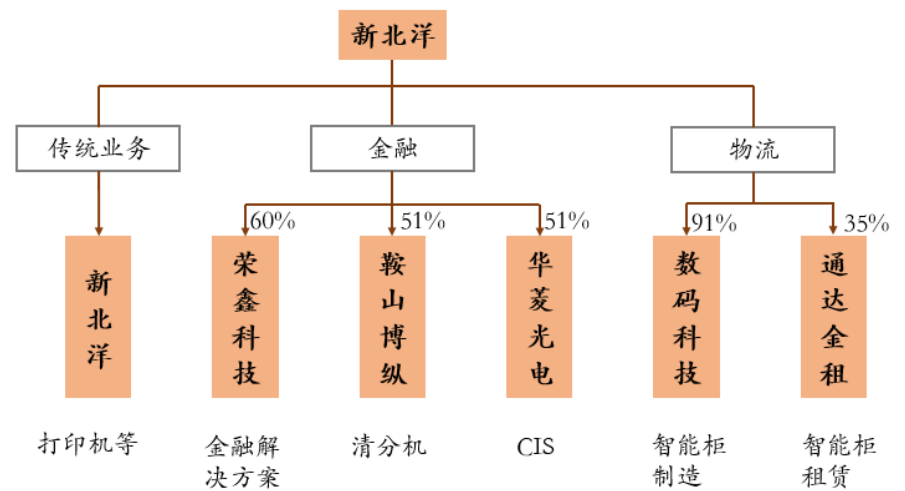 新北洋
传统业务
金融
物流
60%
51%
51%
91%
35%
新北洋
荣鑫科技
鞍山博纵
华菱光电
数码科技
通达金租
打印机等
金融解
决方案
清分机
CIS
智能柜
制造
智能柜
租赁